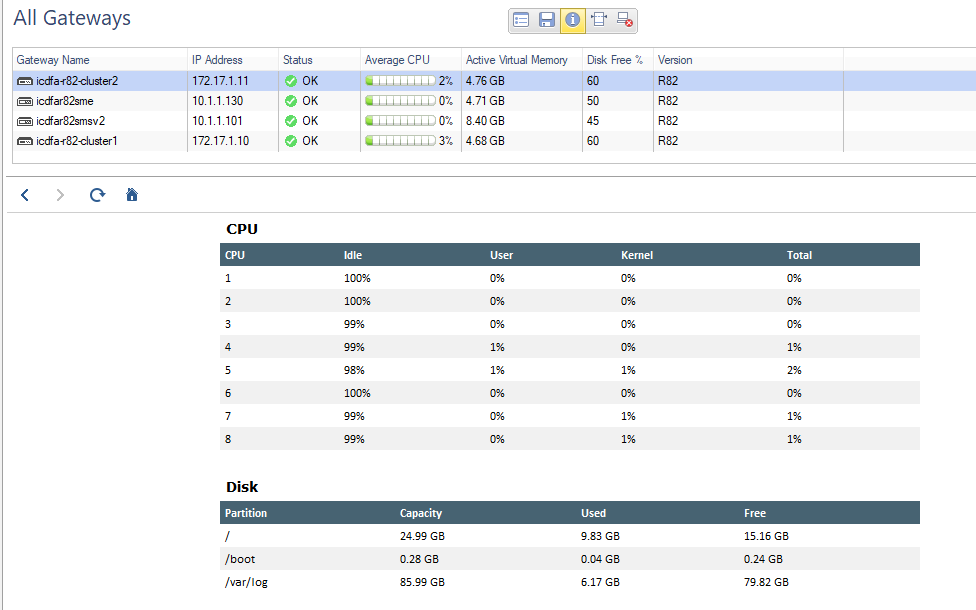 All Gateways
Gateway Name IP Address Status Average CPU Active Virtual Memory Disk Free % Version
icdfa-r82-cluster2 172.17.1.11 OK 2% 4.76 GB 60 R82
icdfar82sme 10.1.1.130 OK 0% 4.71 GB 50 R82
icdfar82smsv2 10.1.1.101 OK 0% 8.40 GB 45 R82
icdfa-r82-cluster1 172.17.1.10 OK 3% 4.68 GB 60 R82
CPU
CPU Idle User Kernel Total
1 100% 0% 0% 0%
2 100% 0% 0% 0%
3 99% 0% 0% 0%
4 99% 1% 0% 1%
5 98% 1% 1% 2%
6 100% 0% 0% 0%
7 99% 0% 1% 1%
8 99% 0% 1% 1%
Disk
Partition Capacity Used Free
/ 24.99 GB 9.83 GB 15.16 GB
/boot 0.28 GB 0.04 GB 0.24 GB
/var/log 85.99 GB 6.17 GB 79.82 GB